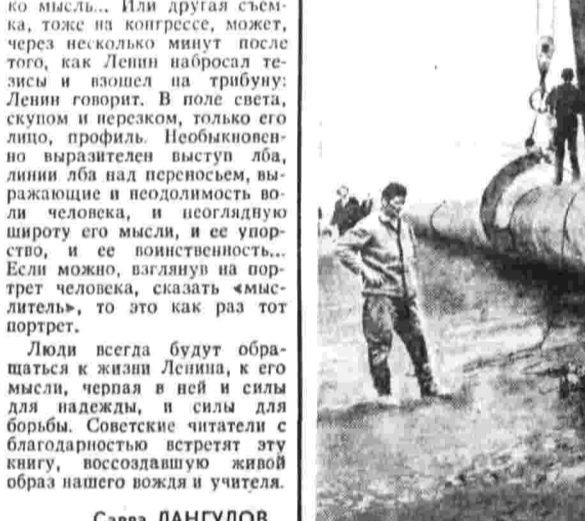 ко мысль... Или другая съем-
ка, тоже на конгрессе, может,
через несколько минут после
того, как Ленин набросал те-
зисы и взошел на трибуну:
Ленин говорит. В поле света,
скупом и нерезком, только его
лицо, профиль. Необыкновен-
но выразителен выступ лба,
линии лба над переносьем, вы-
ражающие и неодолимость во-
ли человека, и неоглядную
широту его мысли, и ее упор-
ство, и ее воинственность...
Если можно, взглянув на пор-
трет человека, сказать «мыс-
литель», то это как раз тот
портрет.
Люди всегда будут обра-
щаться к жизни Ленина, к его
мысли, черпая в ней и силы
для надежды, и силы для
борьбы. Советские читатели с
благодарностью встретят эту
книгу, воссоздавшую живой
образ нашего вождя и учителя.
Савва ДАНГУЛОВ.